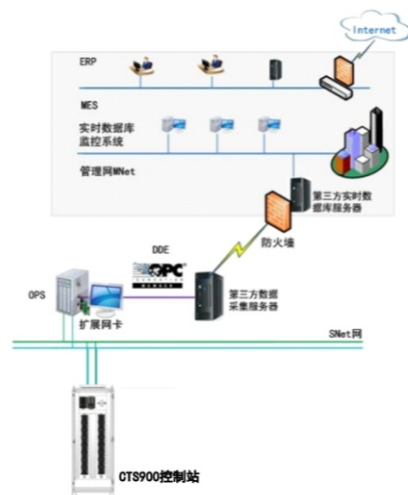 Internet
ERP
MES
实时数据库
监控系统
管理网MNet
第三方实时数
据库服务器
防火墙
DDE
OPC
OPS
扩展网卡
第三方数据
采集服务器
SNet网
CTS900控制站